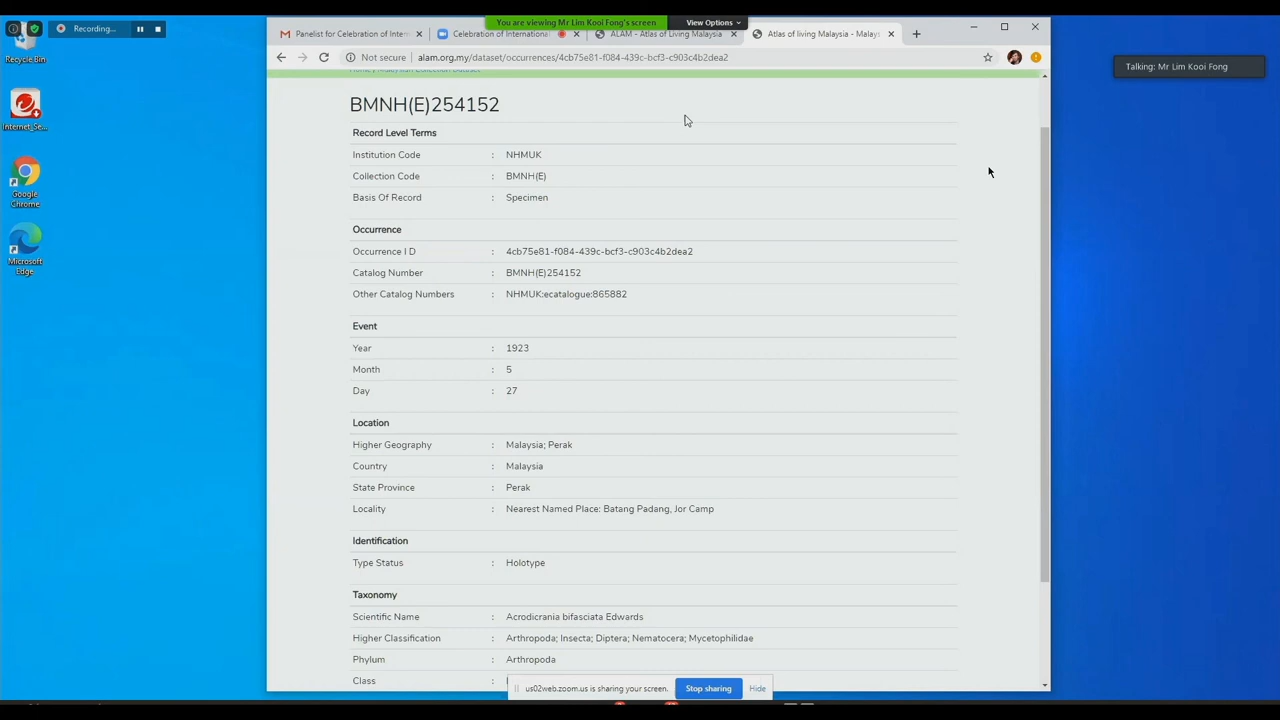 You are viewing Mr Lim Kooi Fong's screen
View Options
Recording...
Panelist for Celebration of Inter
Celebration of International
ALAM - Atlas of Living Malaysia
Atlas of living Malaysia - Malays
Not secure
alam.org.my/dataset/occurrences/4cb75e81-f084-439c-bcf3-c903c4b2dea2
Talking: Mr Lim Kooi Fong
Recycle Bin
Internet_Se...
Google
Chrome
Microsoft
Edge
BMNH(E)254152
Record Level Terms
Institution Code : NHMUK
Collection Code : BMNH(E)
Basis Of Record : Specimen
Occurrence
Occurrence I D : 4cb75e81-f084-439c-bcf3-c903c4b2dea2
Catalog Number : BMNH(E)254152
Other Catalog Numbers : NHMUK:ecatalogue:865882
Event
Year : 1923
Month : 5
Day : 27
Location
Higher Geography : Malaysia; Perak
Country : Malaysia
State Province : Perak
Locality : Nearest Named Place: Batang Padang, Jor Camp
Identification
Type Status : Holotype
Taxonomy
Scientific Name : Acrodicrania bifasciata Edwards
Higher Classification : Arthropoda; Insecta; Diptera; Nematocera; Mycetophilidae
Phylum : Arthropoda
Class :
us02web.zoom.us is sharing your screen.
Stop sharing
Hide